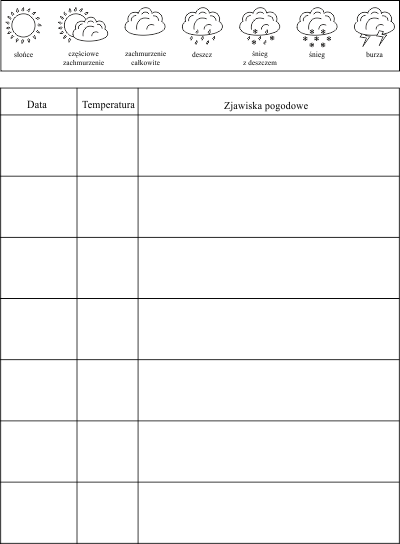 słońce
częściowe
zachmurzenie
zachmurzenie
całkowite
deszcz
śnieg
z deszczem
śnieg
burza
Data
Temperatura
Zjawiska pogodowe